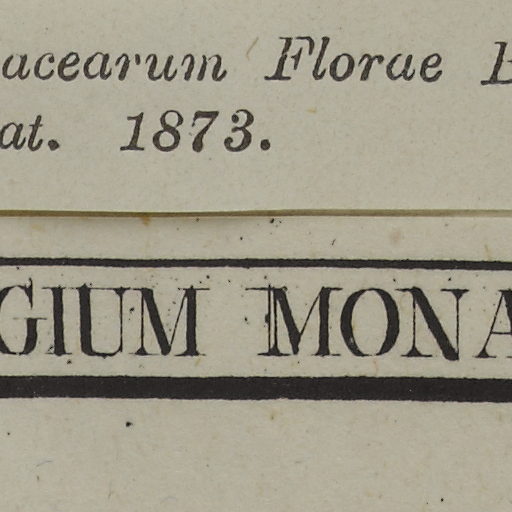 acearum Florae
at. 1873.
GIUM MONA